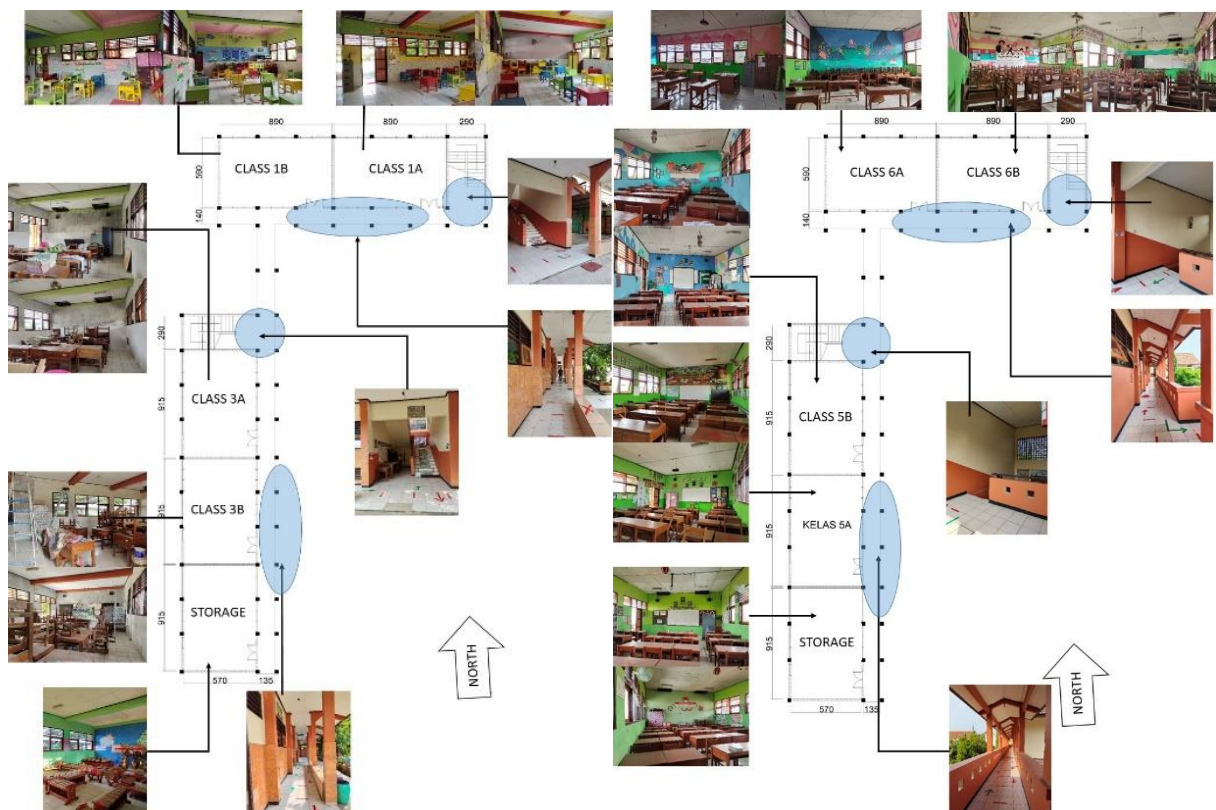 890
890
290
590
CLASS 1B
CLASS 1A
140
290
915
CLASS 3A
915
CLASS 3B
915
STORAGE
570
135
NORTH
890
890
290
590
CLASS 6A
CLASS 6B
140
290
915
CLASS 5B
915
KELAS 5A
915
STORAGE
570
135
NORTH